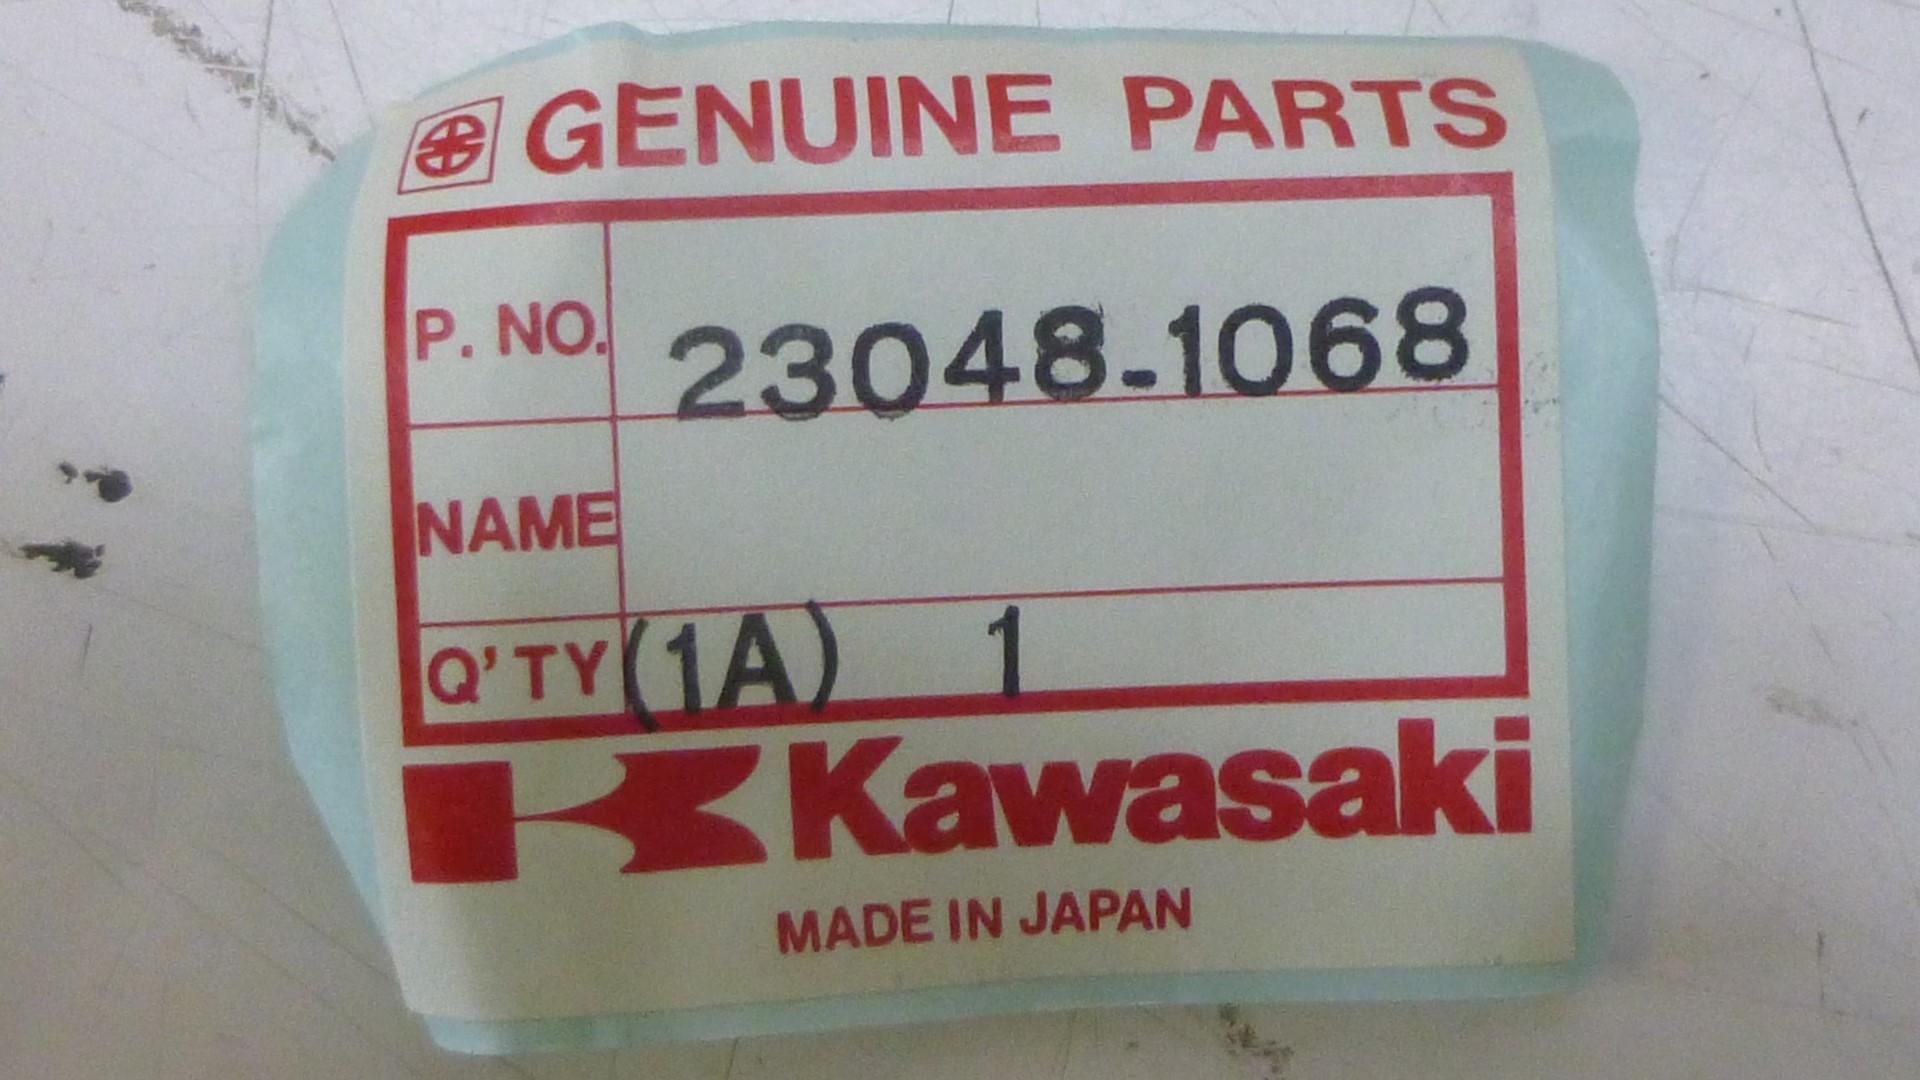 GENUINE PARTS
P. NO. 23048-1068
NAME
Q'TY (1A) 1
Kawasaki
MADE IN JAPAN